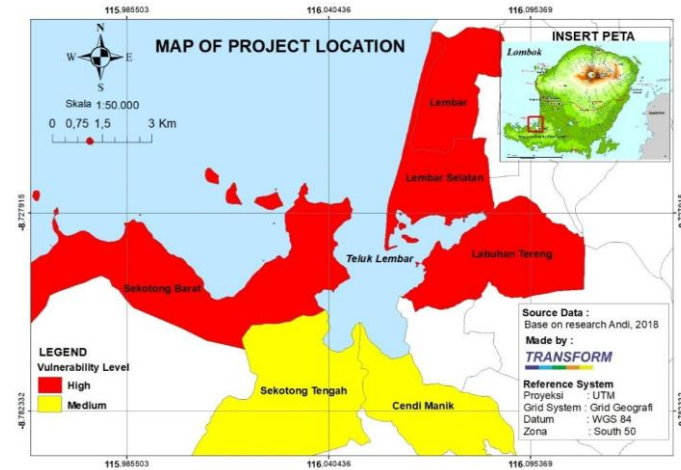 115.985503 116.040436 116.095369
MAP OF PROJECT LOCATION
N
W E
S
Skala 1:50.000
0 0,75 1,5 3 Km
INSERT PETA
Lombok
Lembar
Lembar Selatan
-8.727915 -8.727915
Teluk Lembar
Labuhan Tereng
Sekotong Barat
LEGEND
Vulnerability Level
High
Medium
Sekotong Tengah
Cendi Manik
Source Data :
Base on research Andi, 2018
Made by :
TRANSFORM
Reference System
Proyeksi : UTM
Grid System : Grid Geografi
Datum : WGS 84
Zona : South 50
-8.782332 -8.782332
115.985503 116.040436 116.095369